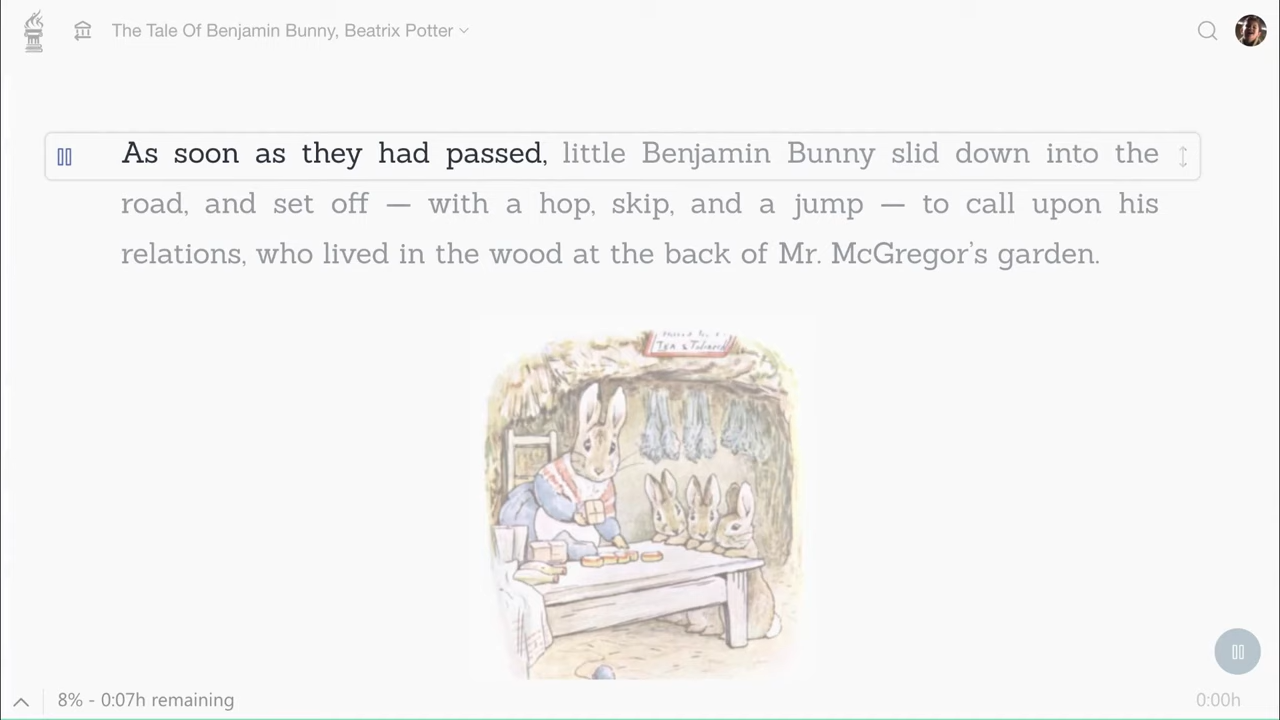 The Tale Of Benjamin Bunny, Beatrix Potter
As soon as they had passed, little Benjamin Bunny slid down into the
road, and set off — with a hop, skip, and a jump — to call upon his
relations, who lived in the wood at the back of Mr. McGregor’s garden.
Tea & Tobacco
8% - 0:07h remaining
0:00h